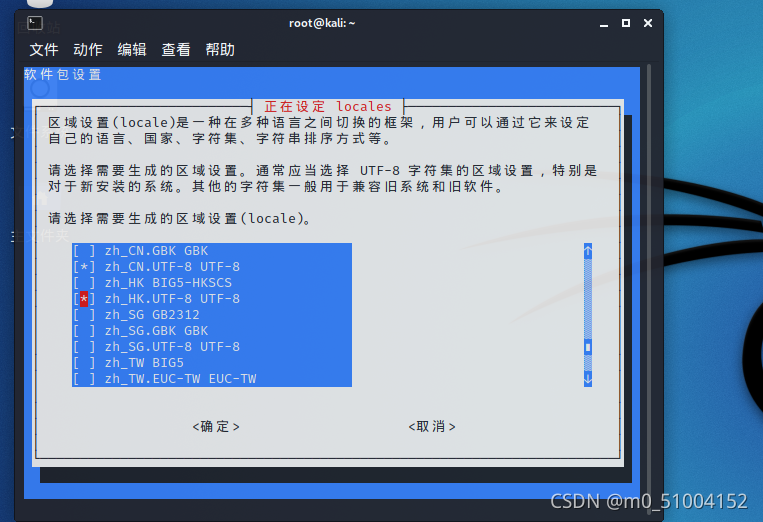 root@kali: ~
文件 动作 编辑 查看 帮助
软件包设置
正在设定 locales
区域设置(locale)是一种在多种语言之间切换的框架，用户可以通过它来设定
自己的语言、国家、字符集、字符串排序方式等。
请选择需要生成的区域设置。通常应当选择 UTF-8 字符集的区域设置，特别是
对于新安装的系统。其他的字符集一般用于兼容旧系统和旧软件。
请选择需要生成的区域设置(locale)。
[ ] zh_CN.GBK GBK
[*] zh_CN.UTF-8 UTF-8
[ ] zh_HK BIG5-HKSCS
[*] zh_HK.UTF-8 UTF-8
[ ] zh_SG GB2312
[ ] zh_SG.GBK GBK
[ ] zh_SG.UTF-8 UTF-8
[ ] zh_TW BIG5
[ ] zh_TW.EUC-TW EUC-TW
<确定> <取消>
主文件夹
CSDN @m0_51004152